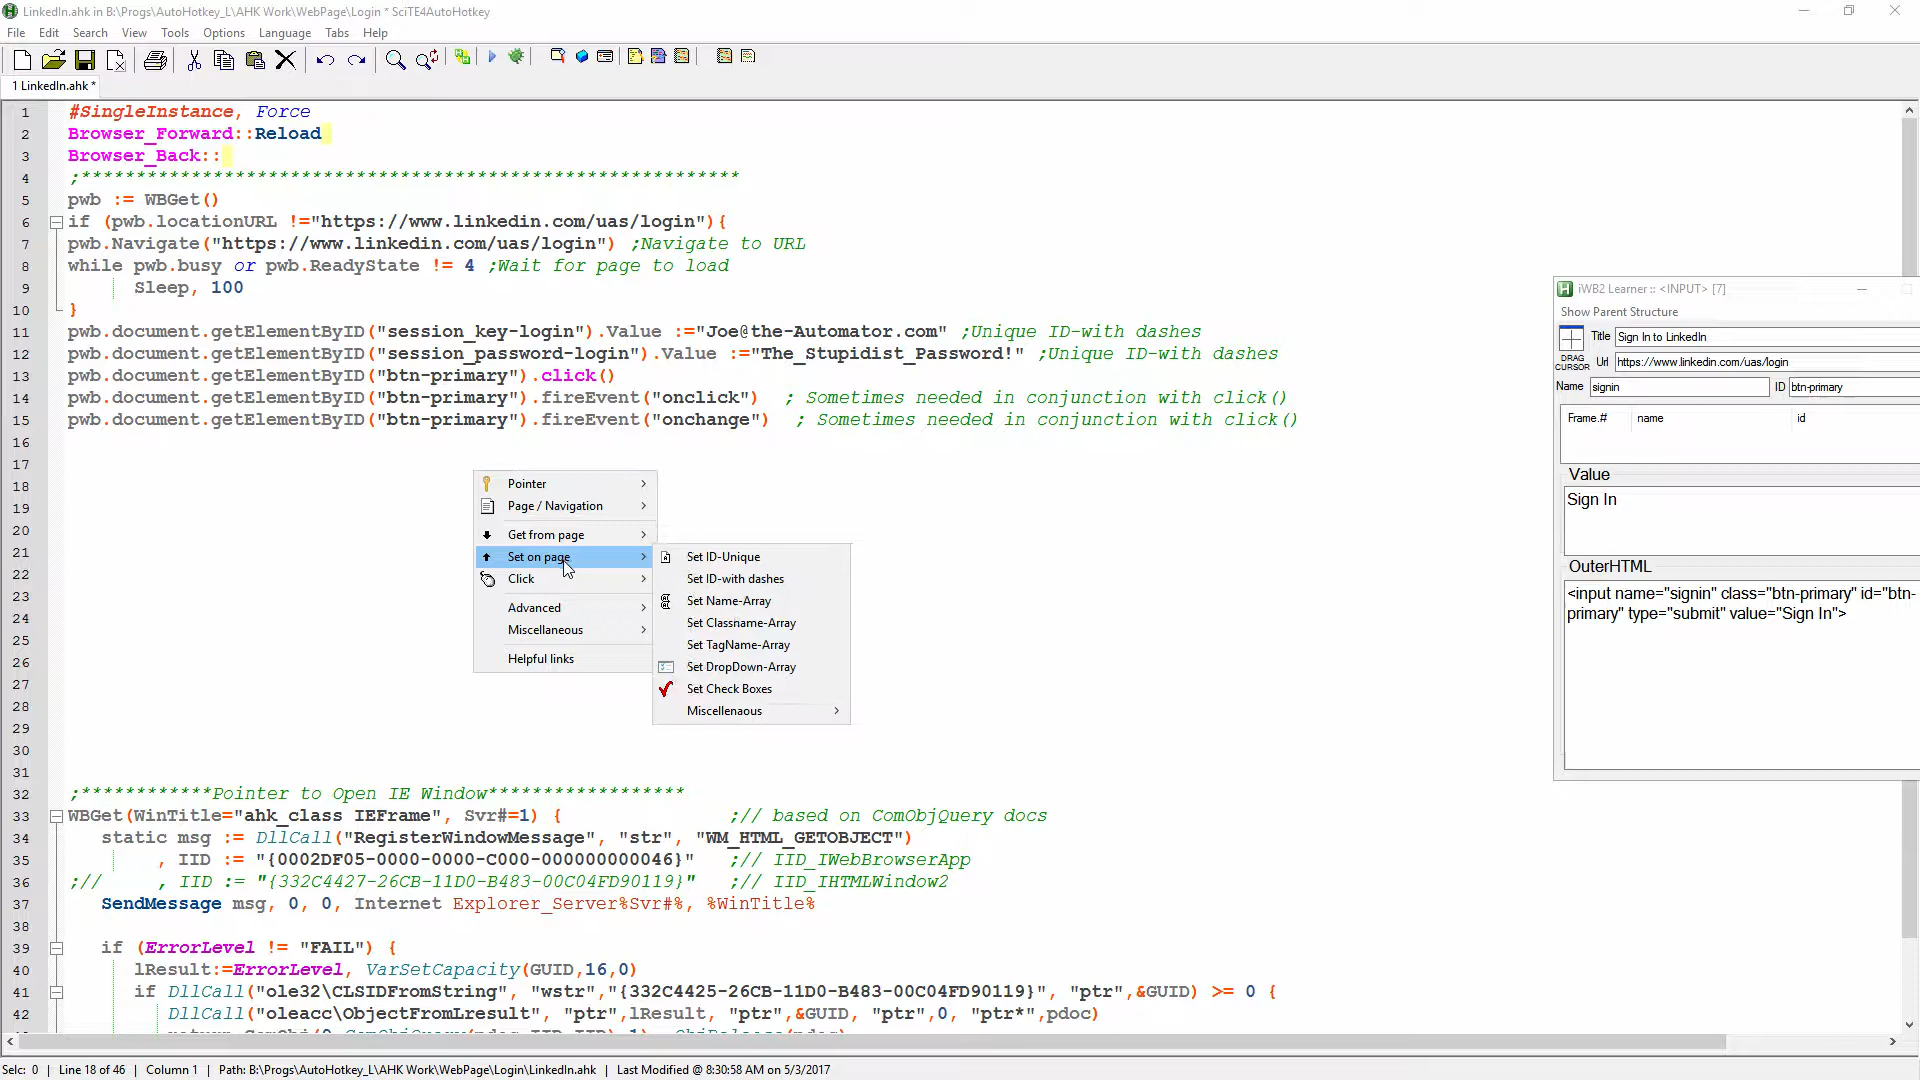 LinkedIn.ahk in B:\Progs\AutoHotkey_L\AHK Work\WebPage\Login * SciTE4AutoHotkey
File Edit Search View Tools Options Language Tabs Help
1 LinkedIn.ahk *
1 #SingleInstance, Force
2 Browser_Forward::Reload
3 Browser_Back::
4 ;************************************************************
5 pwb := WBGet()
6 if (pwb.locationURL !="https://www.linkedin.com/uas/login"){
7 pwb.Navigate("https://www.linkedin.com/uas/login") ;Navigate to URL
8 while pwb.busy or pwb.ReadyState != 4 ;Wait for page to load
9 Sleep, 100
10 }
11 pwb.document.getElementByID("session_key-login").Value :="Joe@the-Automator.com" ;Unique ID-with dashes
12 pwb.document.getElementByID("session_password-login").Value :="The_Stupidist_Password!" ;Unique ID-with dashes
13 pwb.document.getElementByID("btn-primary").click()
14 pwb.document.getElementByID("btn-primary").fireEvent("onclick") ; Sometimes needed in conjunction with click()
15 pwb.document.getElementByID("btn-primary").fireEvent("onchange") ; Sometimes needed in conjunction with click()
16
17
18
19
20
21
22
23
24
25
26
27
28
29
30
31
32 ;************Pointer to Open IE Window******************
33 WBGet(WinTitle="ahk_class IEFrame", Svr#=1) { ;// based on ComObjQuery docs
34 static msg := DllCall("RegisterWindowMessage", "str", "WM_HTML_GETOBJECT")
35 , IID := "{0002DF05-0000-0000-C000-000000000046}" ;// IID_IWebBrowserApp
36 ;// , IID := "{332C4427-26CB-11D0-B483-00C04FD90119}" ;// IID_IHTMLWindow2
37 SendMessage msg, 0, 0, Internet Explorer_Server%Svr#%, %WinTitle%
38
39 if (ErrorLevel != "FAIL") {
40 lResult:=ErrorLevel, VarSetCapacity(GUID,16,0)
41 if DllCall("ole32\CLSIDFromString", "wstr","{332C4425-26CB-11D0-B483-00C04FD90119}", "ptr",&GUID) >= 0 {
42 DllCall("oleacc\ObjectFromLresult", "ptr",lResult, "ptr",&GUID, "ptr",0, "ptr*",pdoc)
Pointer
Page / Navigation
Get from page
Set on page
Click
Advanced
Miscellaneous
Helpful links
Set ID-Unique
Set ID-with dashes
Set Name-Array
Set Classname-Array
Set TagName-Array
Set DropDown-Array
Set Check Boxes
Miscellenaous
iWB2 Learner :: <INPUT> [7]
Show Parent Structure
DRAG
CURSOR
Title Sign In to LinkedIn
Url https://www.linkedin.com/uas/login
Name signin ID btn-primary
Frame.# name id
Value
Sign In
OuterHTML
<input name="signin" class="btn-primary" id="btn-
primary" type="submit" value="Sign In">
Selc: 0 | Line 18 of 46 | Column 1 | Path: B:\Progs\AutoHotkey_L\AHK Work\WebPage\Login\LinkedIn.ahk | Last Modified @ 8:30:58 AM on 5/3/2017